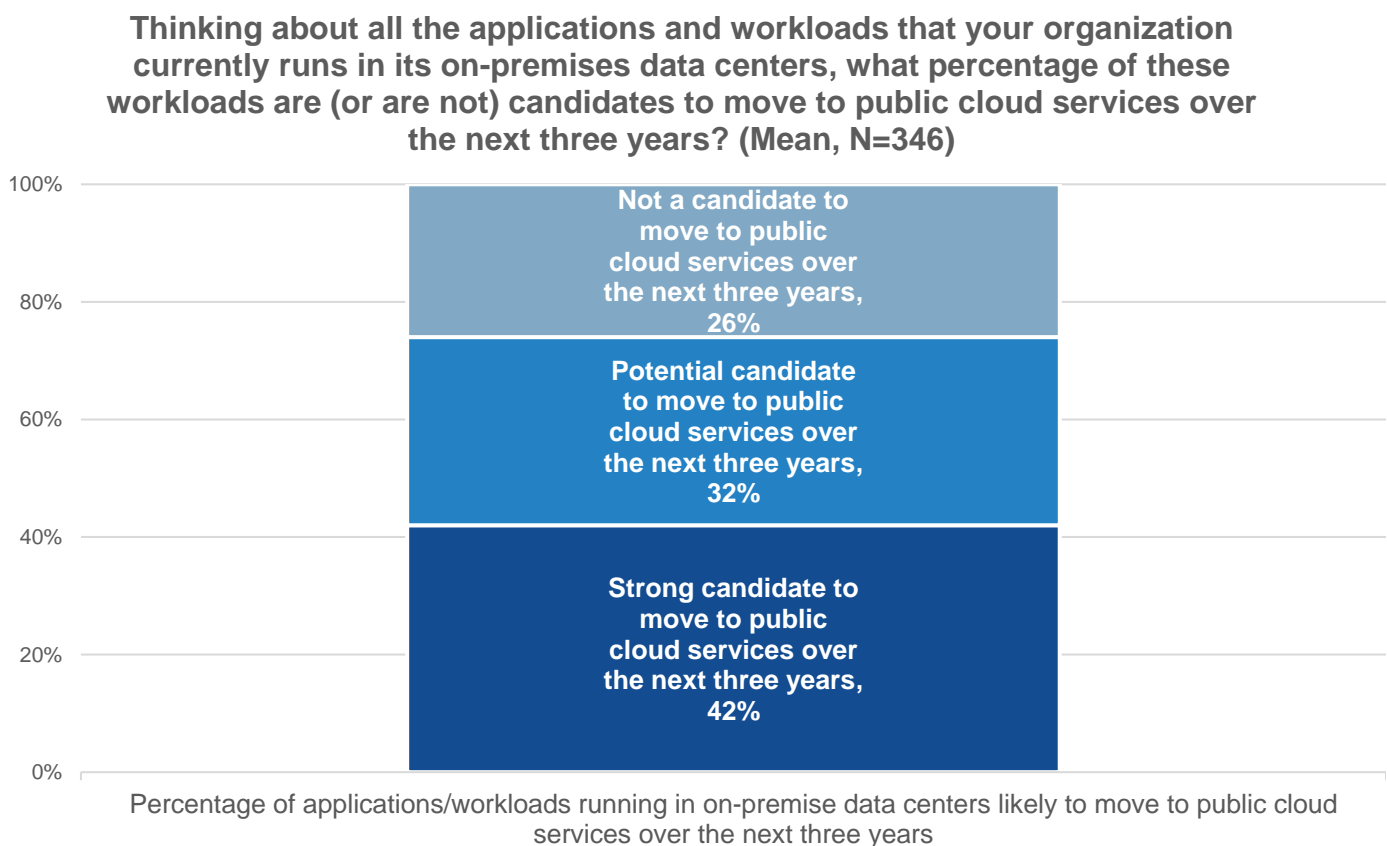 Thinking about all the applications and workloads that your organization
currently runs in its on-premises data centers, what percentage of these
workloads are (or are not) candidates to move to public cloud services over
the next three years? (Mean, N=346)
100%
Not a candidate to
move to public
cloud services over
the next three years,
26%
80%
Potential candidate
to move to public
cloud services over
the next three years,
32%
60%
40%
Strong candidate to
move to public
cloud services over
the next three years,
42%
20%
0%
Percentage of applications/workloads running in on-premise data centers likely to move to public cloud
services over the next three years